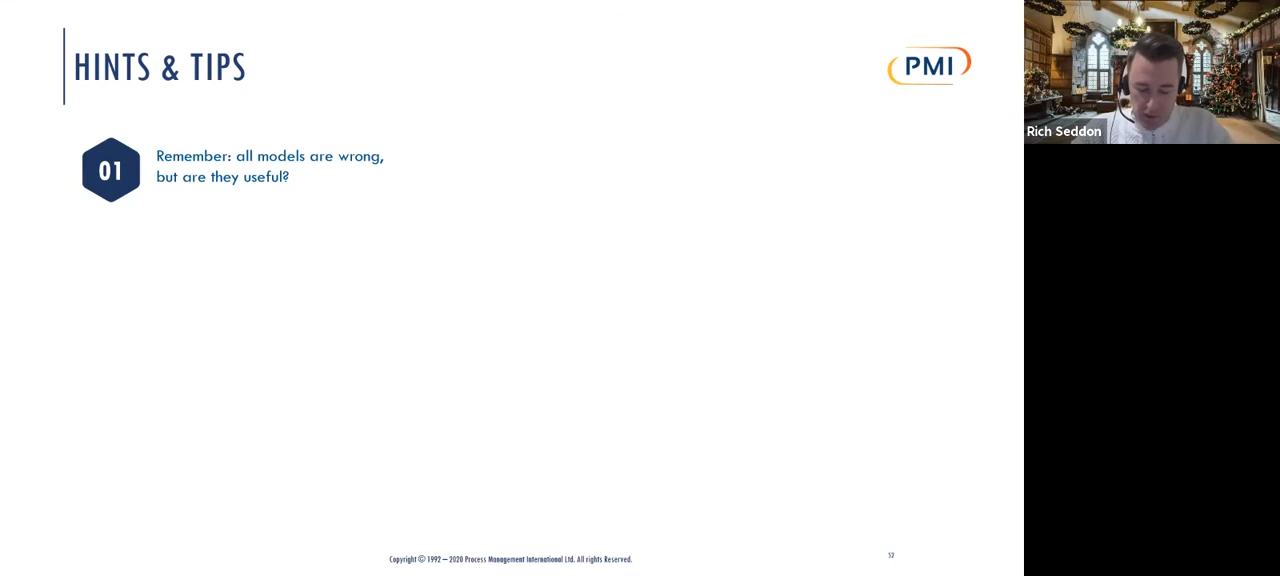 HINTS & TIPS
PMI
Rich Seddon
01
Remember: all models are wrong,
but are they useful?
Copyright © 1992 – 2020 Process Management International Ltd. All rights Reserved.
52